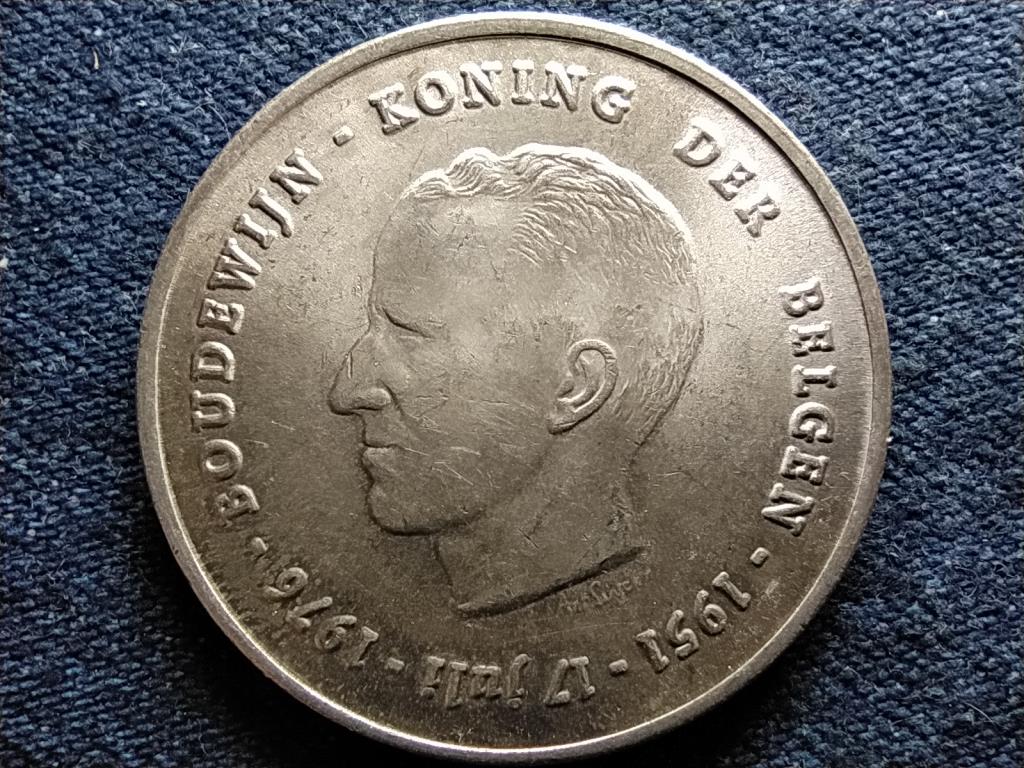 BOUDEWIJN - KONING DER BELGEN - 1951 - 17 juli - 1976 -